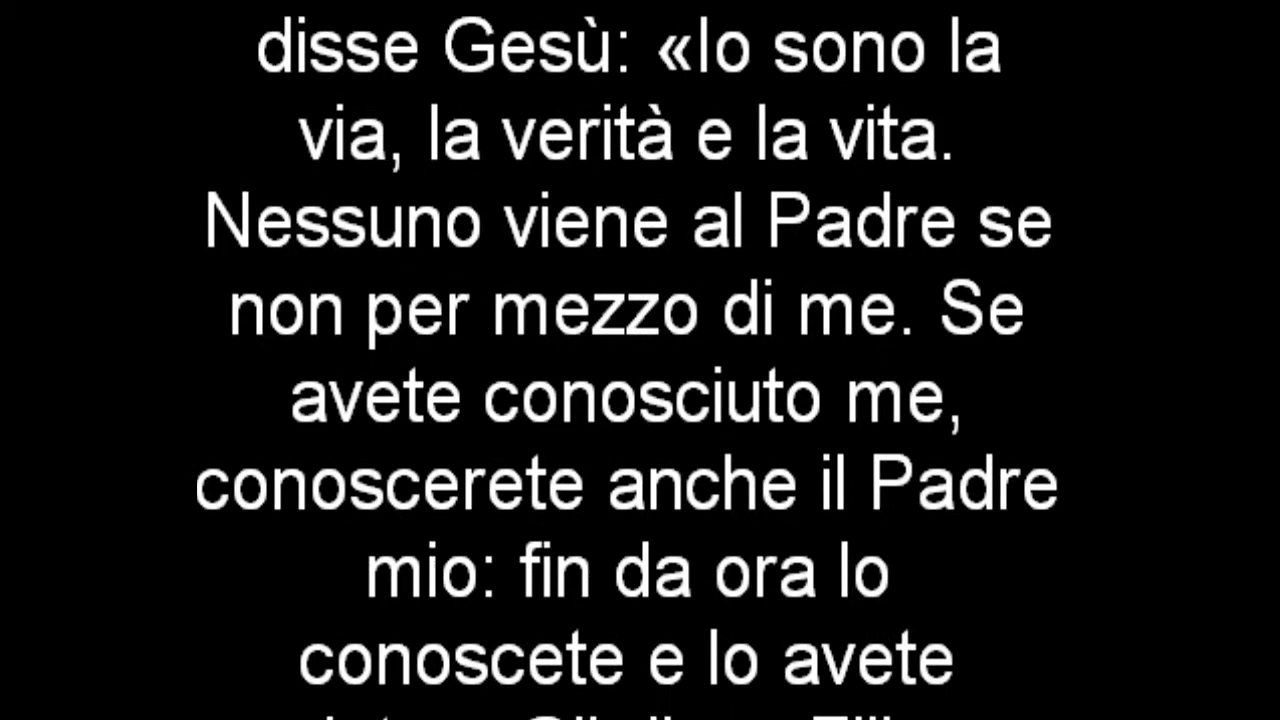 disse Gesù: «Io sono la
via, la verità e la vita.
Nessuno viene al Padre se
non per mezzo di me. Se
avete conosciuto me,
conoscerete anche il Padre
mio: fin da ora lo
conoscete e lo avete